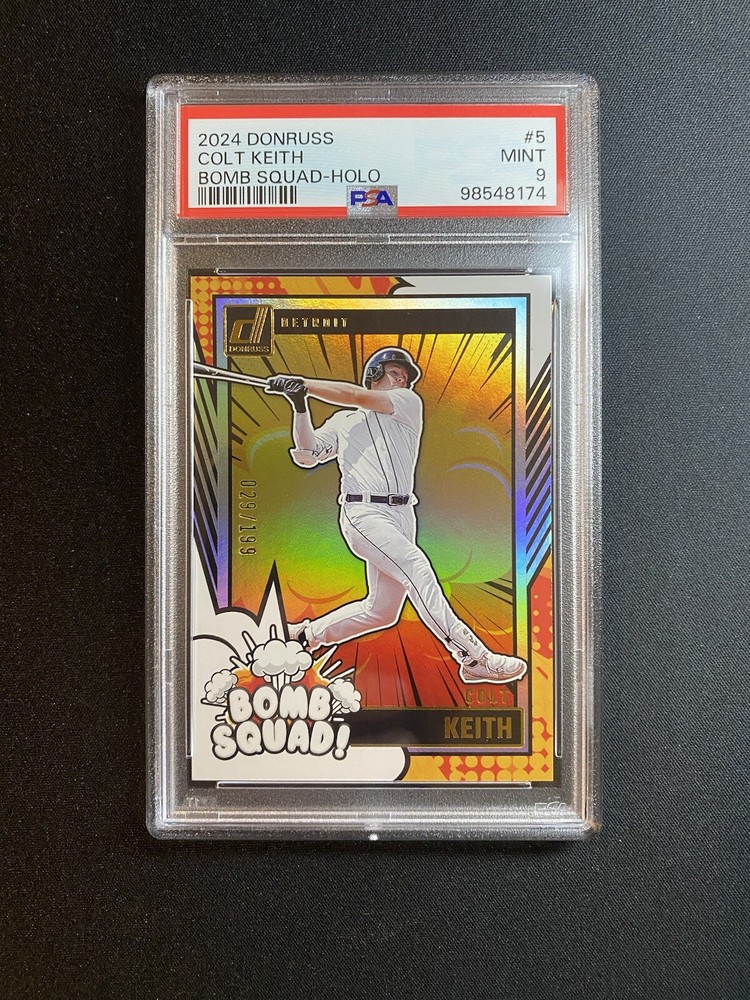 2024 DONRUSS #5
COLT KEITH MINT
BOMB SQUAD-HOLO 9
PSA 98548174
DONRUSS
DETROIT
029/199
BOMB
SQUAD!
COLT
KEITH